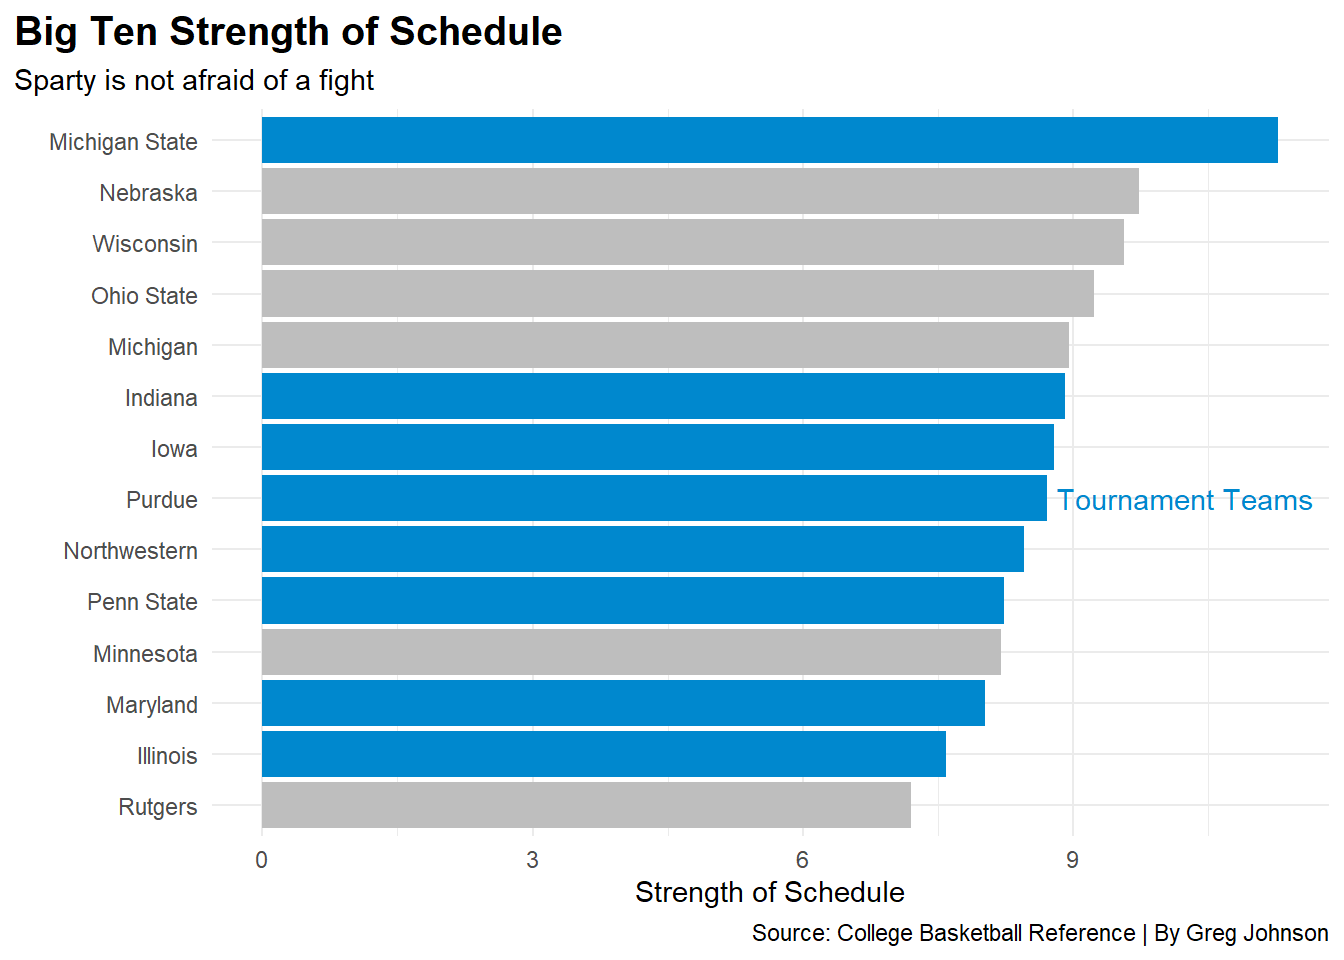 Big Ten Strength of Schedule
Sparty is not afraid of a fight
Michigan State
Nebraska
Wisconsin
Ohio State
Michigan
Indiana
Iowa
Purdue
Tournament Teams
Northwestern
Penn State
Minnesota
Maryland
Illinois
Rutgers
0 3 6 9
Strength of Schedule
Source: College Basketball Reference | By Greg Johnson